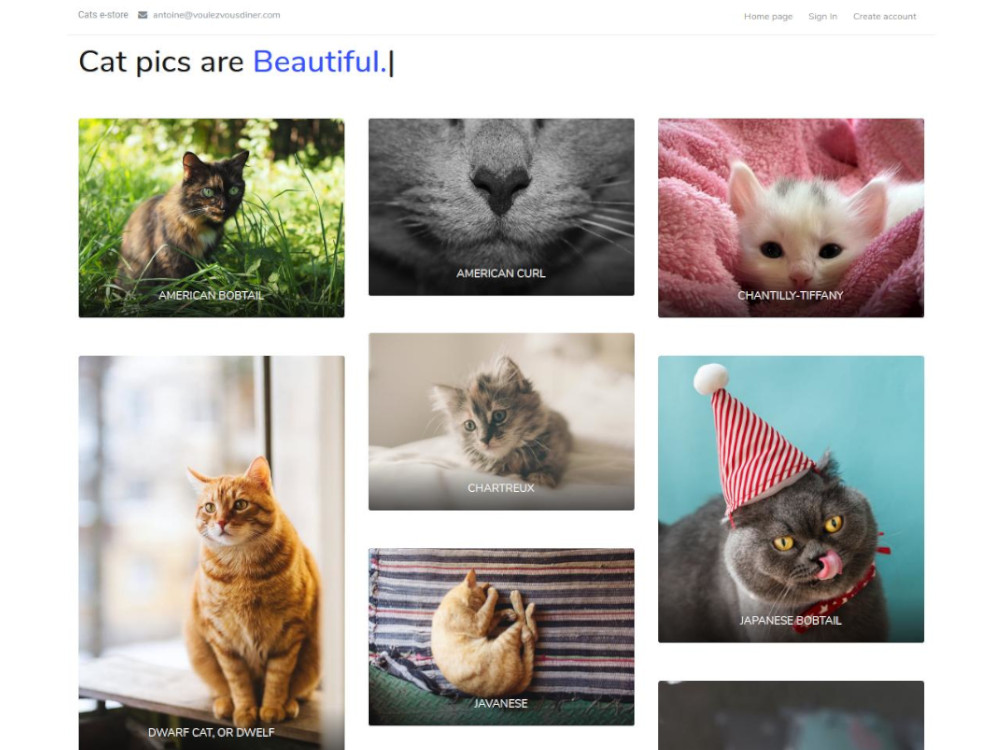 Cats e-store antoine@voulezvousdiner.com Home page Sign In Create account
Cat pics are Beautiful.|
AMERICAN BOBTAIL
AMERICAN CURL
CHANTILLY-TIFFANY
CHARTREUX
JAPANESE BOBTAIL
JAVANESE
DWARF CAT, OR DWELF